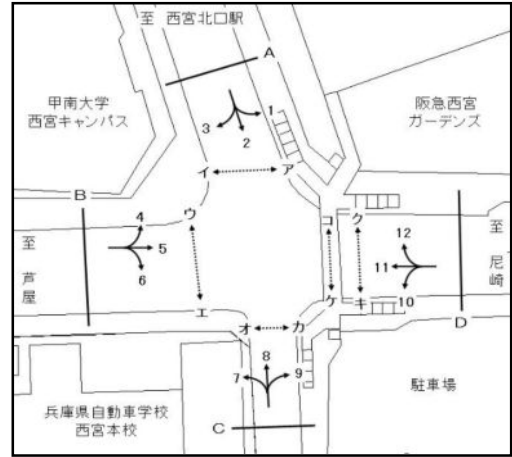 至 西宮北口駅
A
甲南大学
西宮キャンパス
阪急西宮
ガーデンズ
1
3
2
イ
ア
B
ウ
コ
ク
D
4
5
6
12
11
10
至 芦屋
至 尼崎
エ
ケ
キ
オ
カ
8
7
9
C
兵庫県自動車学校
西宮本校
駐車場